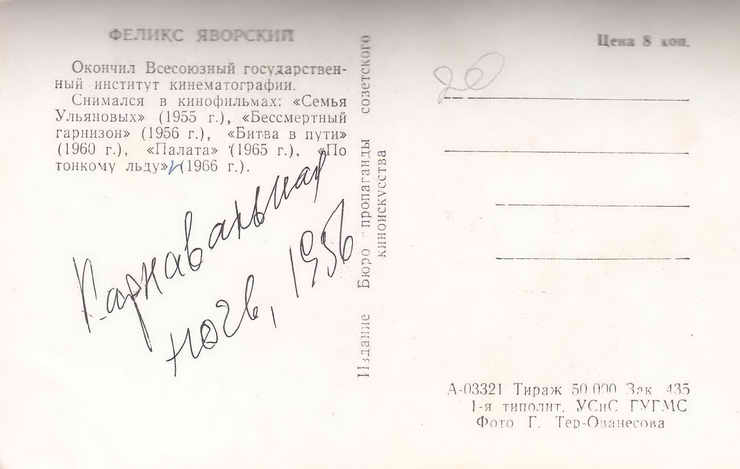 ФЕЛИКС ЯВОРСКИЙ
Окончил Всесоюзный государствен-
ный институт кинематографии.
Снимался в кинофильмах: «Семья
Ульяновых» (1955 г.), «Бессмертный
гарнизон» (1956 г.), «Битва в пути»
(1960 г.), «Палата» (1965 г.), «По
тонкому льду» (1966 г.).
Карнавальная
ночь, 1956
Издание Бюро пропаганды советского
киноискусства
Цена 8 коп.
20
А-03321 Тираж 50.000 Зак 435
1-я типолит. УСиС ГУГМС
Фото Г. Тер-Ованесова